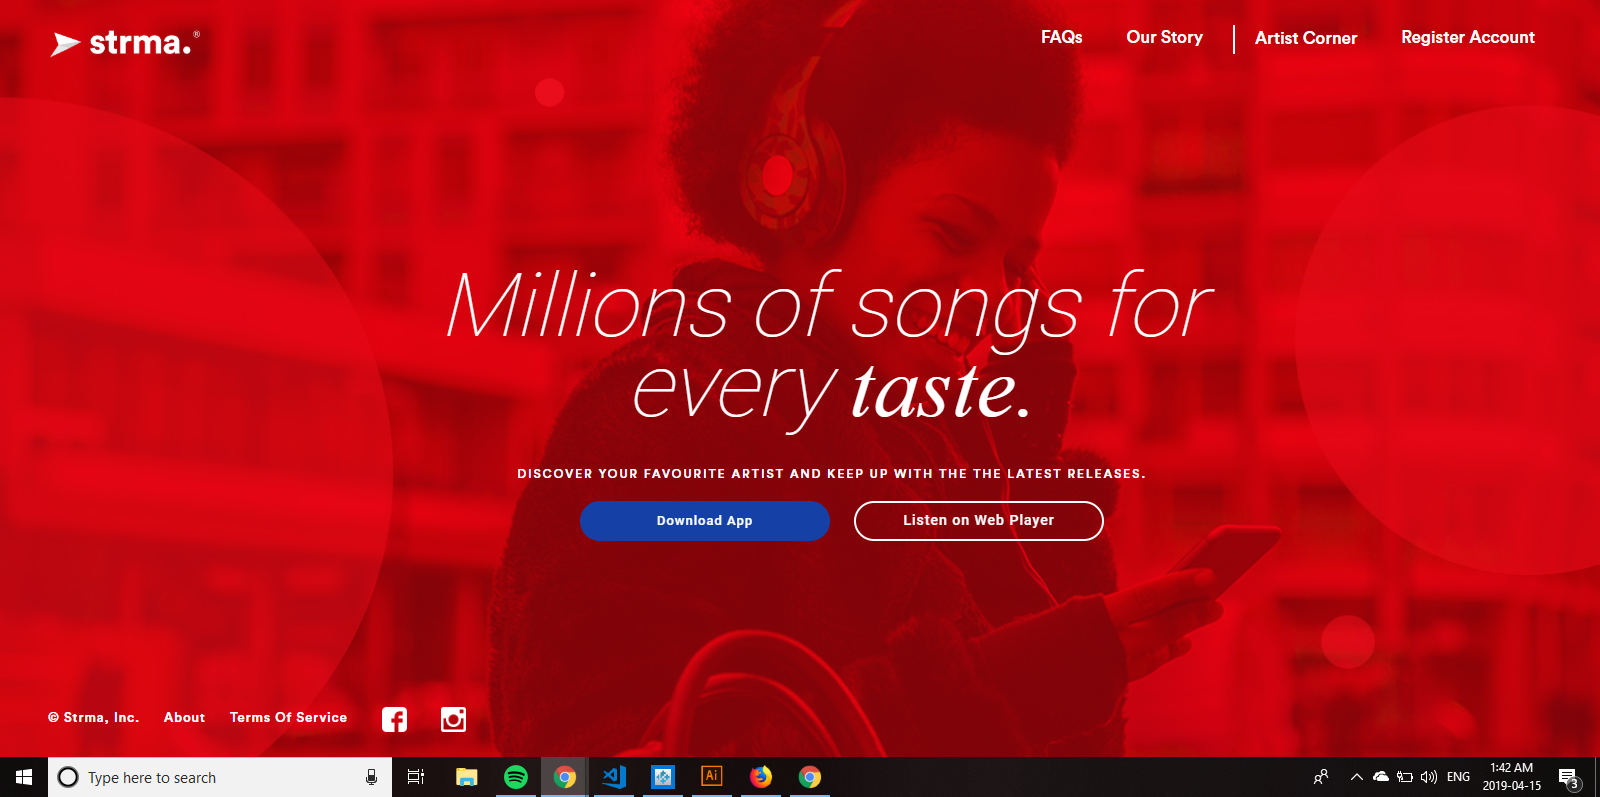 strma.®
FAQs
Our Story
Artist Corner
Register Account
Millions of songs for
every taste.
DISCOVER YOUR FAVOURITE ARTIST AND KEEP UP WITH THE THE LATEST RELEASES.
Download App
Listen on Web Player
© Strma, Inc.
About
Terms Of Service
Type here to search
Ai
ENG
1:42 AM
2019-04-15
3